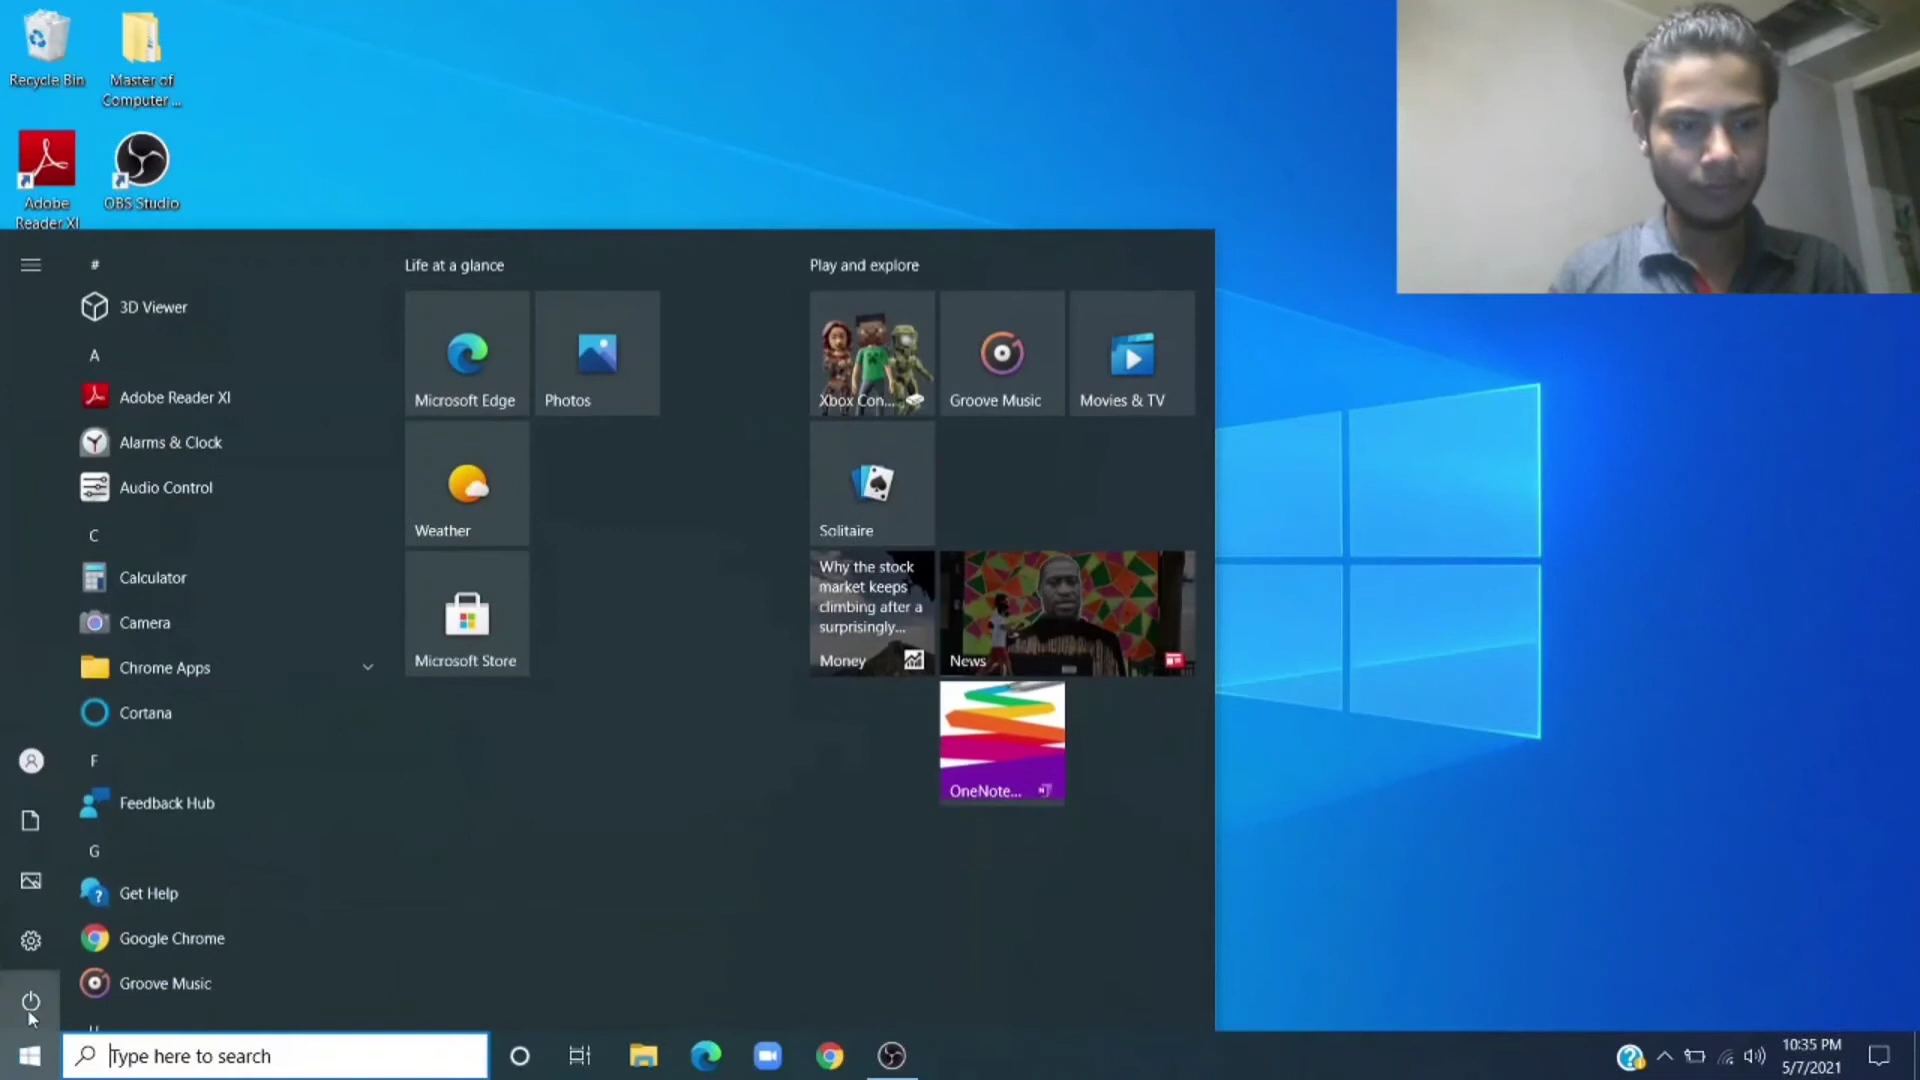 Recycle Bin
Master of
Computer ...
Adobe
Reader XI
OBS Studio
#
3D Viewer
A
Adobe Reader XI
Alarms & Clock
Audio Control
C
Calculator
Camera
Chrome Apps
Cortana
F
Feedback Hub
G
Get Help
Google Chrome
Groove Music
Life at a glance
Microsoft Edge
Photos
Weather
Microsoft Store
Play and explore
Xbox Con...
Groove Music
Movies & TV
Solitaire
Why the stock
market keeps
climbing after a
surprisingly...
Money
News
OneNote...
Type here to search
10:35 PM
5/7/2021